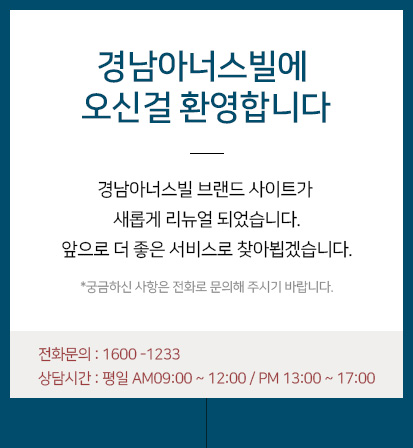 경남아너스빌에
오신걸 환영합니다
경남아너스빌 브랜드 사이트가
새롭게 리뉴얼 되었습니다.
앞으로 더 좋은 서비스로 찾아뵙겠습니다.
*궁금하신 사항은 전화로 문의해 주시기 바랍니다.
전화문의 : 1600 -1233
상담시간 : 평일 AM09:00 ~ 12:00 / PM 13:00 ~ 17:00